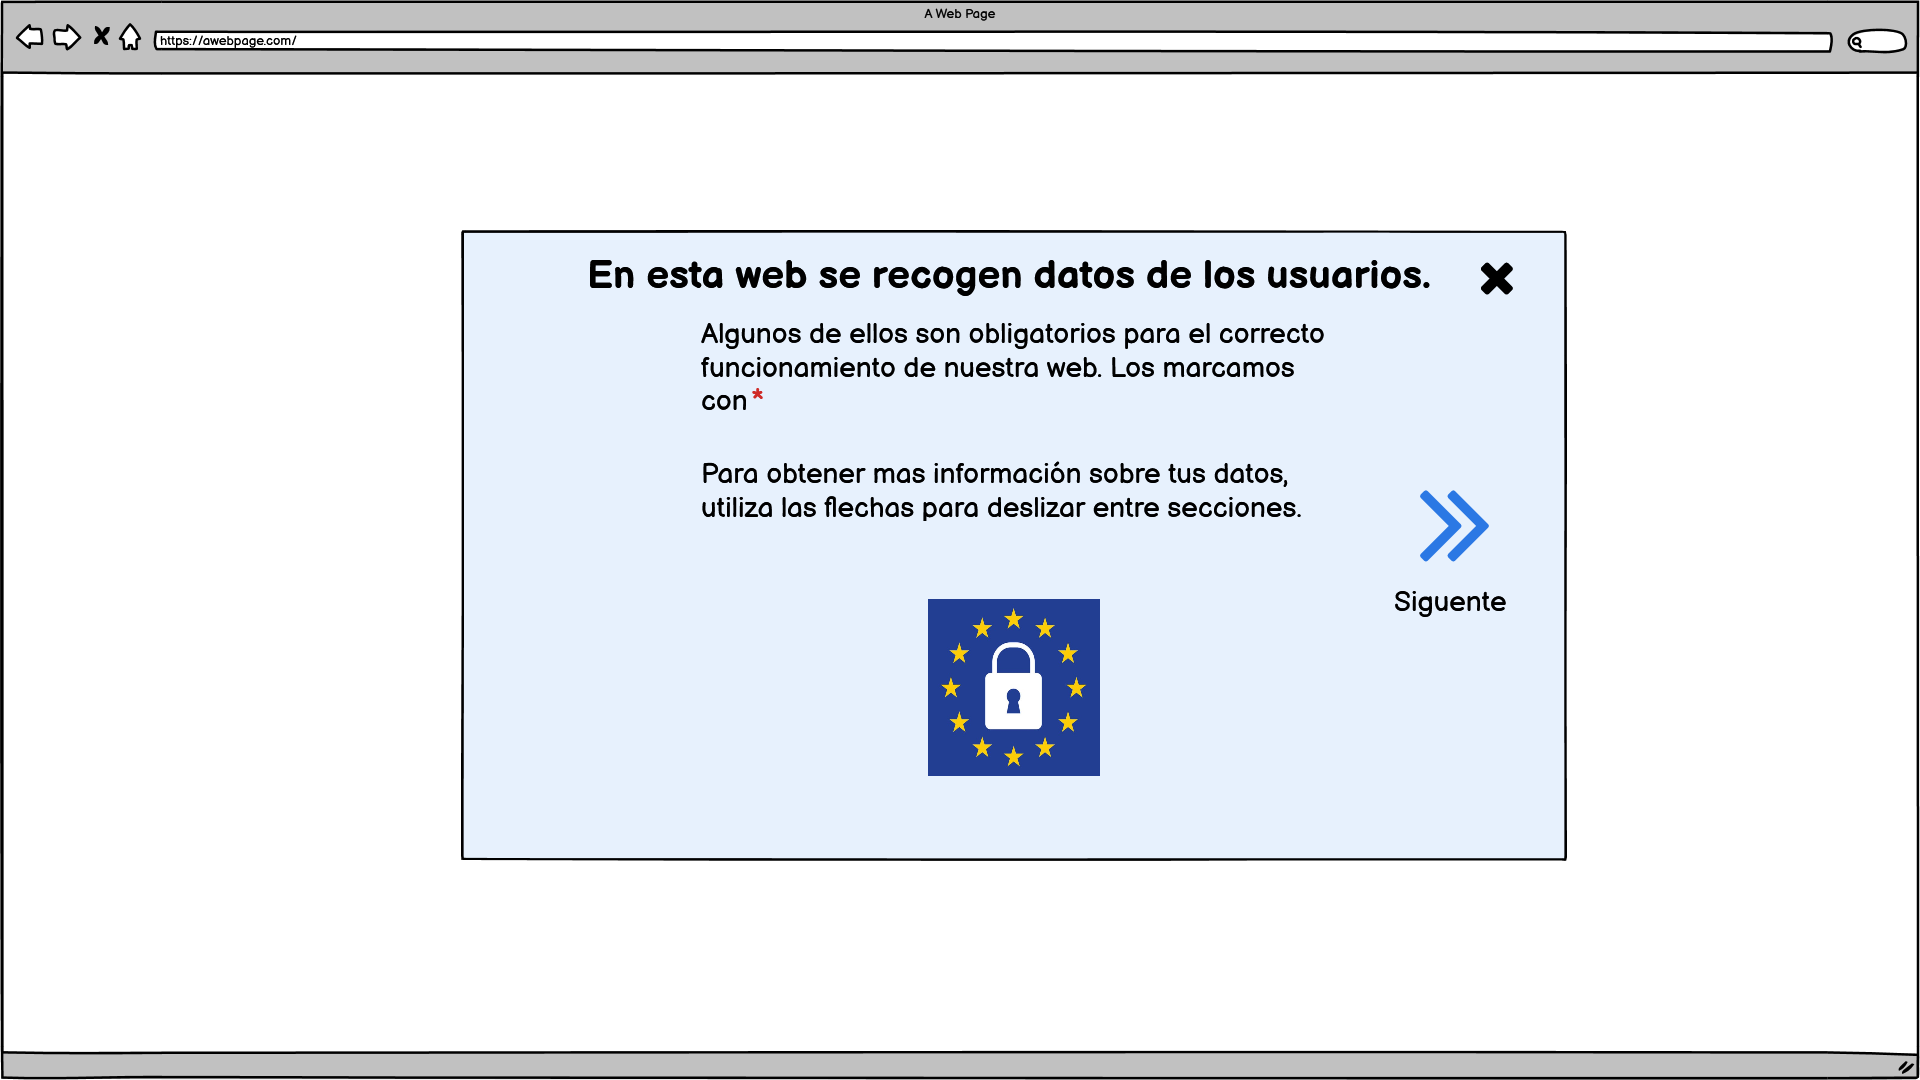 A Web Page
https://awebpage.com/
En esta web se recogen datos de los usuarios.
Algunos de ellos son obligatorios para el correcto
funcionamiento de nuestra web. Los marcamos
con *
Para obtener mas información sobre tus datos,
utiliza las flechas para deslizar entre secciones.
Siguente